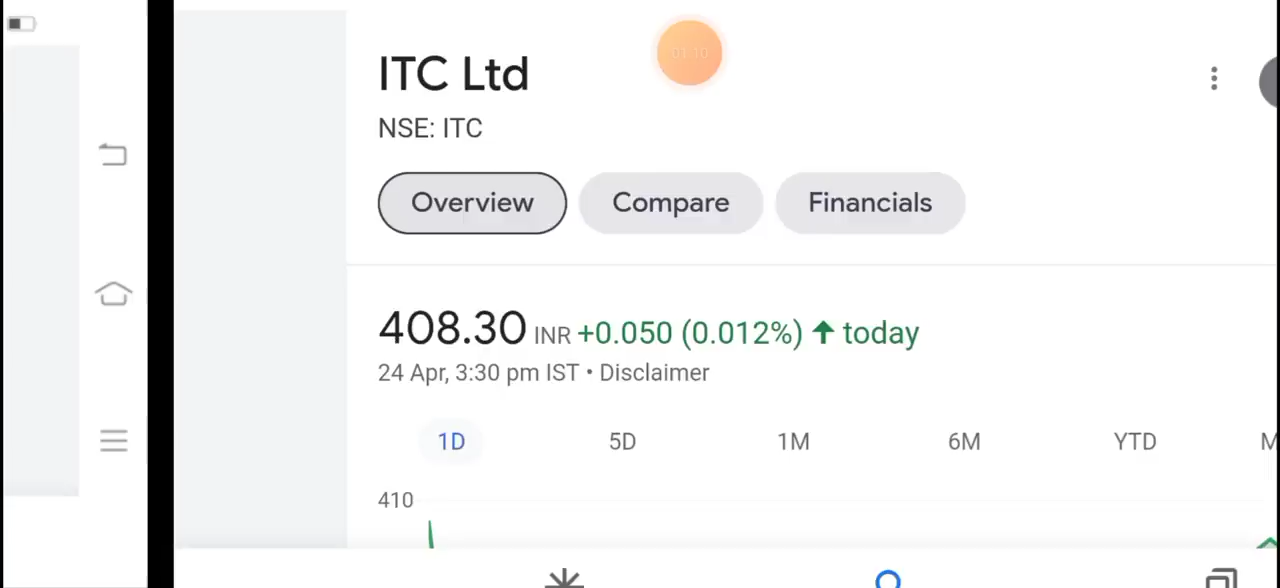 ITC Ltd
NSE: ITC
Overview Compare Financials
408.30 INR +0.050 (0.012%) ↑ today
24 Apr, 3:30 pm IST • Disclaimer
1D 5D 1M 6M YTD
410